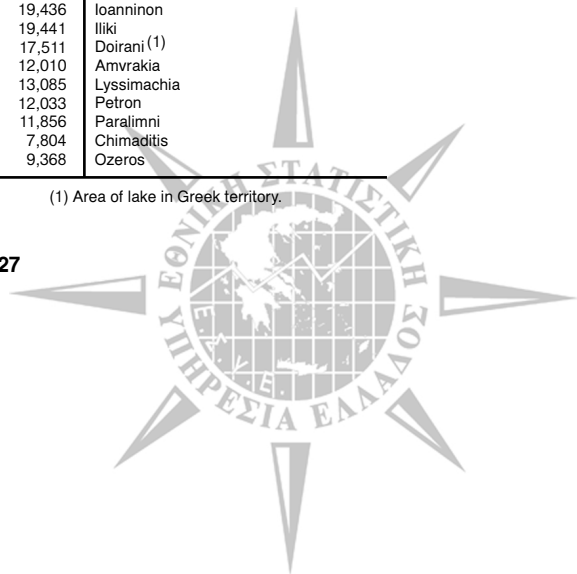 19,436 Ioanninon
19,441 Iliki
17,511 Doirani (1)
12,010 Amvrakia
13,085 Lyssimachia
12,033 Petron
11,856 Paralimni
7,804 Chimaditis
9,368 Ozeros
(1) Area of lake in Greek territory.
27
ΕΘΝΙΚΗ ΣΤΑΤΙΣΤΙΚΗ
ΥΠΗΡΕΣΙΑ ΕΛΛΑΔΟΣ
Ε.Σ.Υ.Ε.